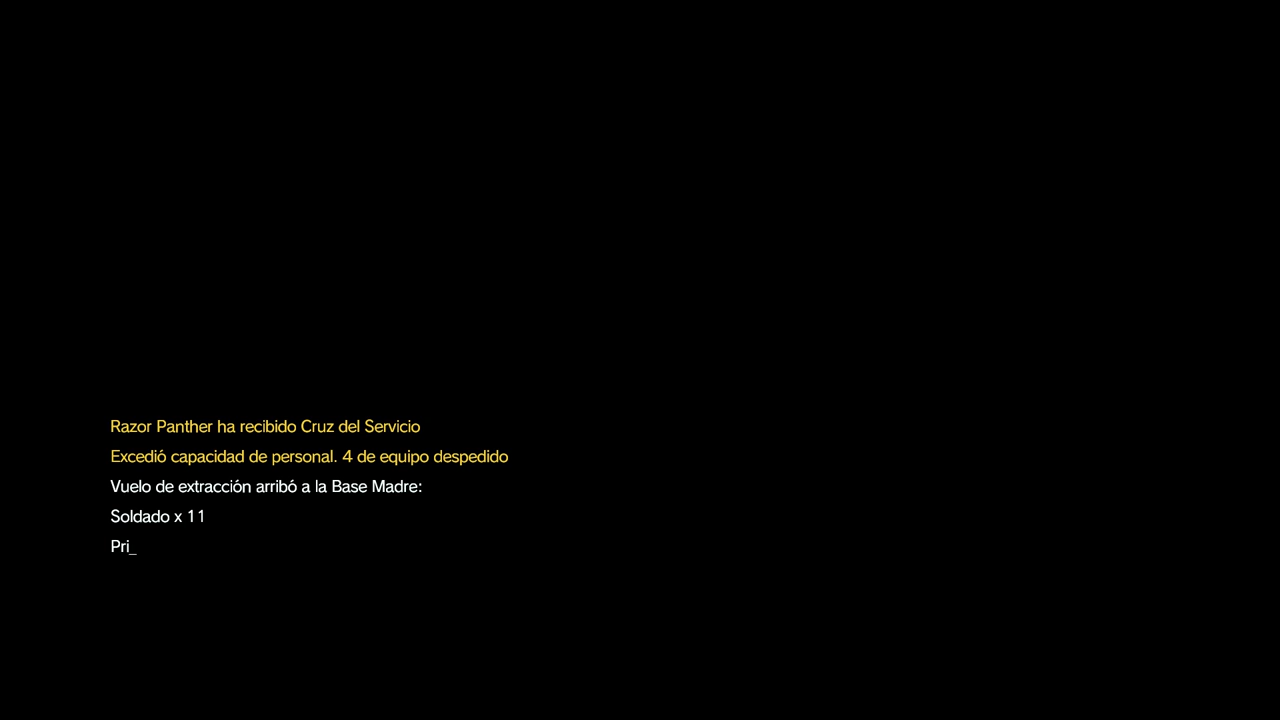 Razor Panther ha recibido Cruz del Servicio
Excedió capacidad de personal. 4 de equipo despedido
Vuelo de extracción arribó a la Base Madre:
Soldado x 11
Pri_